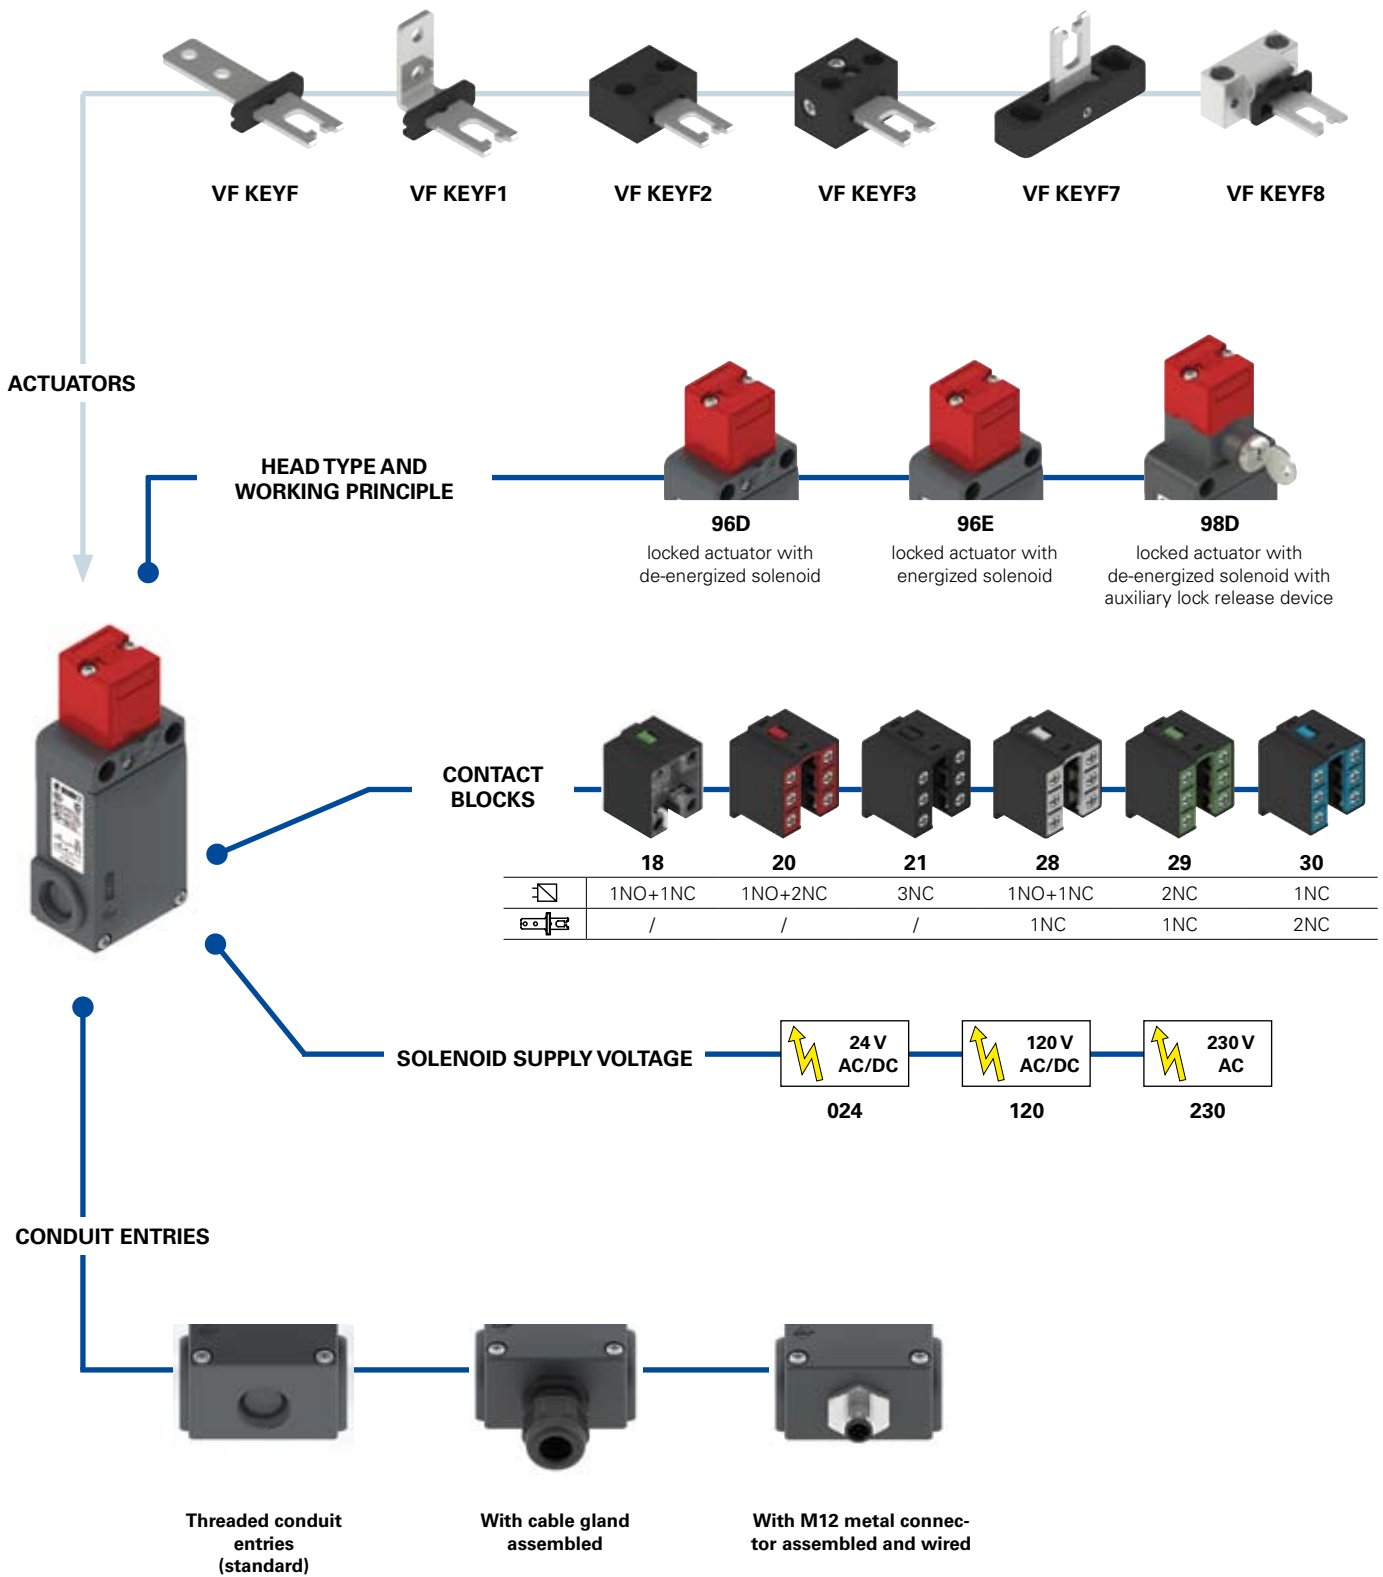 VF KEYF
VF KEYF1
VF KEYF2
VF KEYF3
VF KEYF7
VF KEYF8
ACTUATORS
HEAD TYPE AND
WORKING PRINCIPLE
96D
locked actuator with
de-energized solenoid
96E
locked actuator with
energized solenoid
98D
locked actuator with
de-energized solenoid with
auxiliary lock release device
CONTACT
BLOCKS
18 20 21 28 29 30
1NO+1NC 1NO+2NC 3NC 1NO+1NC 2NC 1NC
/ / / 1NC 1NC 2NC
SOLENOID SUPPLY VOLTAGE
24 V
AC/DC
024
120 V
AC/DC
120
230 V
AC
230
CONDUIT ENTRIES
Threaded conduit
entries
(standard)
With cable gland
assembled
With M12 metal connec-
tor assembled and wired